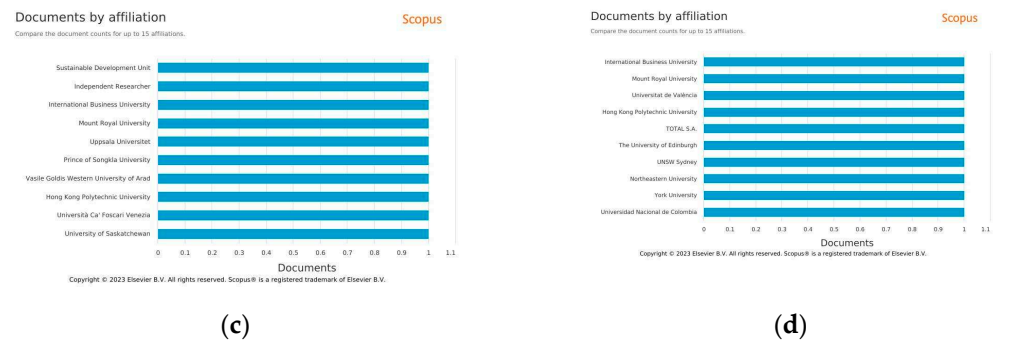 Documents by affiliation
Scopus
Compare the document counts for up to 15 affiliations.
Sustainable Development Unit
Independent Researcher
International Business University
Mount Royal University
Uppsala Universitet
Prince of Songkla University
Vasile Goldis Western University of Arad
Hong Kong Polytechnic University
Università Ca' Foscari Venezia
University of Saskatchewan
0 0.1 0.2 0.3 0.4 0.5 0.6 0.7 0.8 0.9 1 1.1
Documents
Copyright © 2023 Elsevier B.V. All rights reserved. Scopus® is a registered trademark of Elsevier B.V.
(c)
Documents by affiliation
Scopus
Compare the document counts for up to 15 affiliations.
International Business University
Mount Royal University
Universitat de València
Hong Kong Polytechnic University
TOTAL S.A.
The University of Edinburgh
UNSW Sydney
Northeastern University
York University
Universidad Nacional de Colombia
0 0.1 0.2 0.3 0.4 0.5 0.6 0.7 0.8 0.9 1 1.1
Documents
Copyright © 2023 Elsevier B.V. All rights reserved. Scopus® is a registered trademark of Elsevier B.V.
(d)